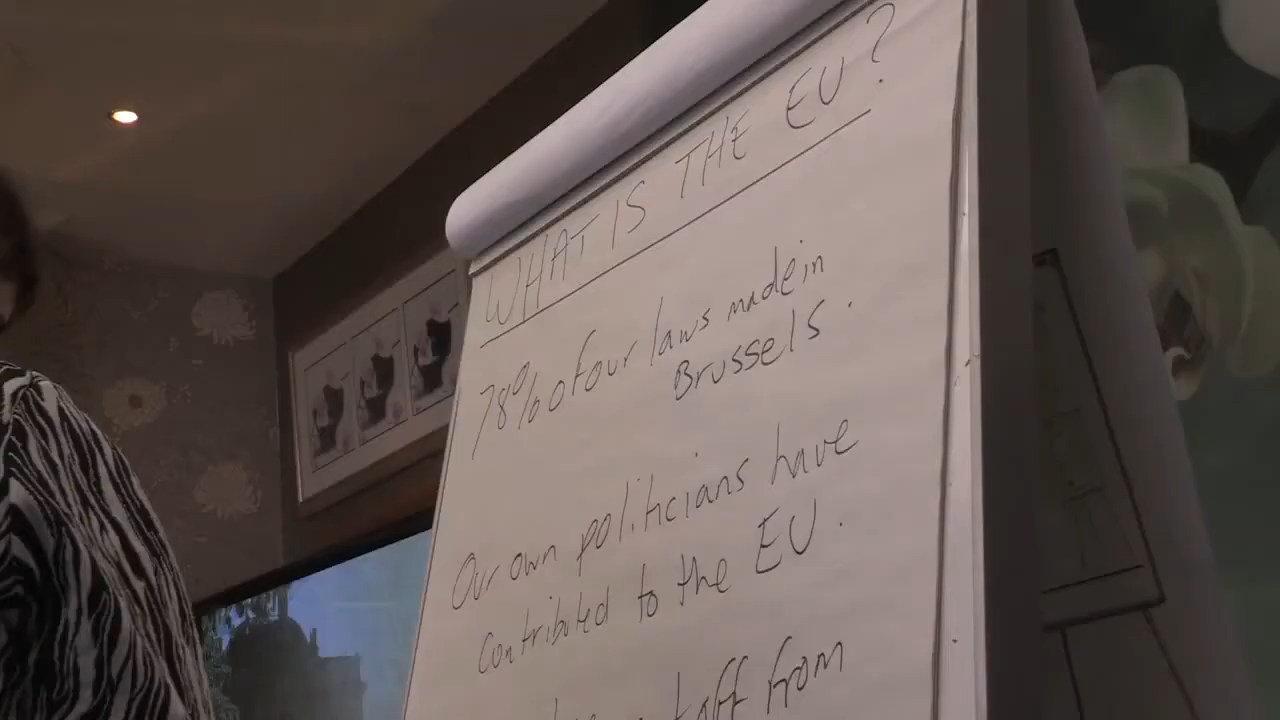 WHAT IS THE EU?
78% of our laws made in
Brussels.
Our own politicians have
contributed to the EU.
staff from